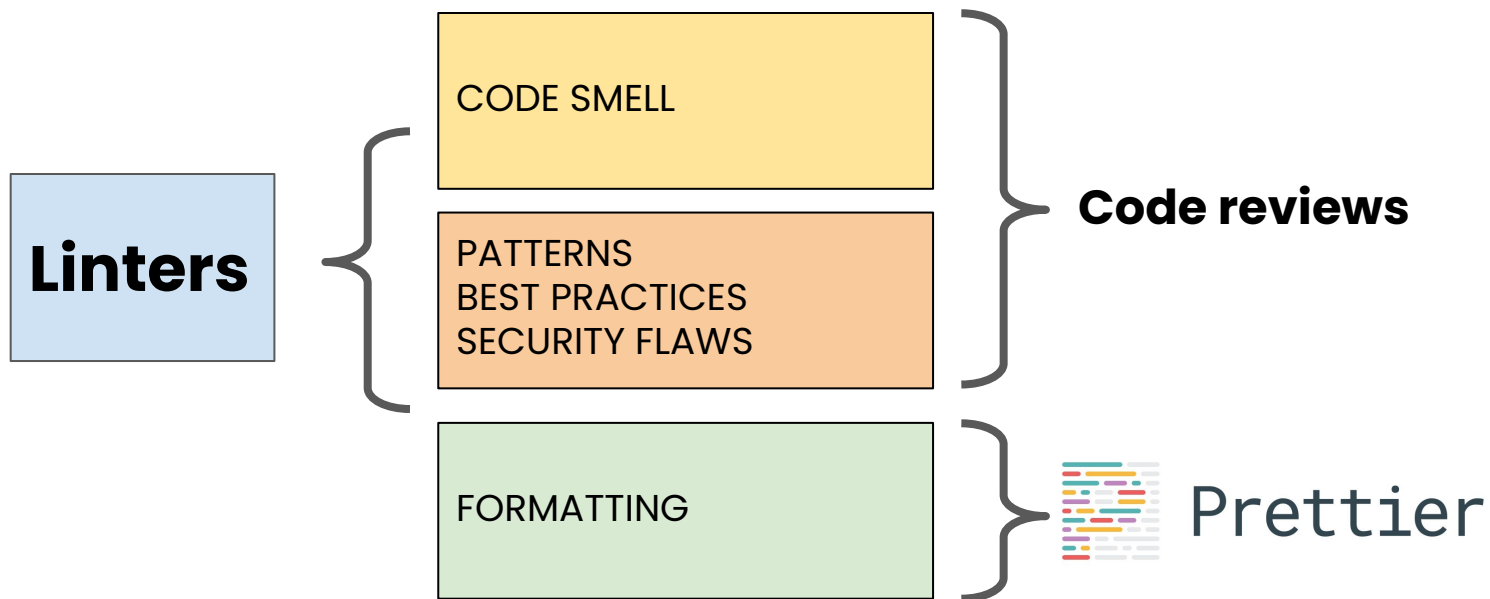 Linters
CODE SMELL
PATTERNS
BEST PRACTICES
SECURITY FLAWS
FORMATTING
Code reviews
Prettier